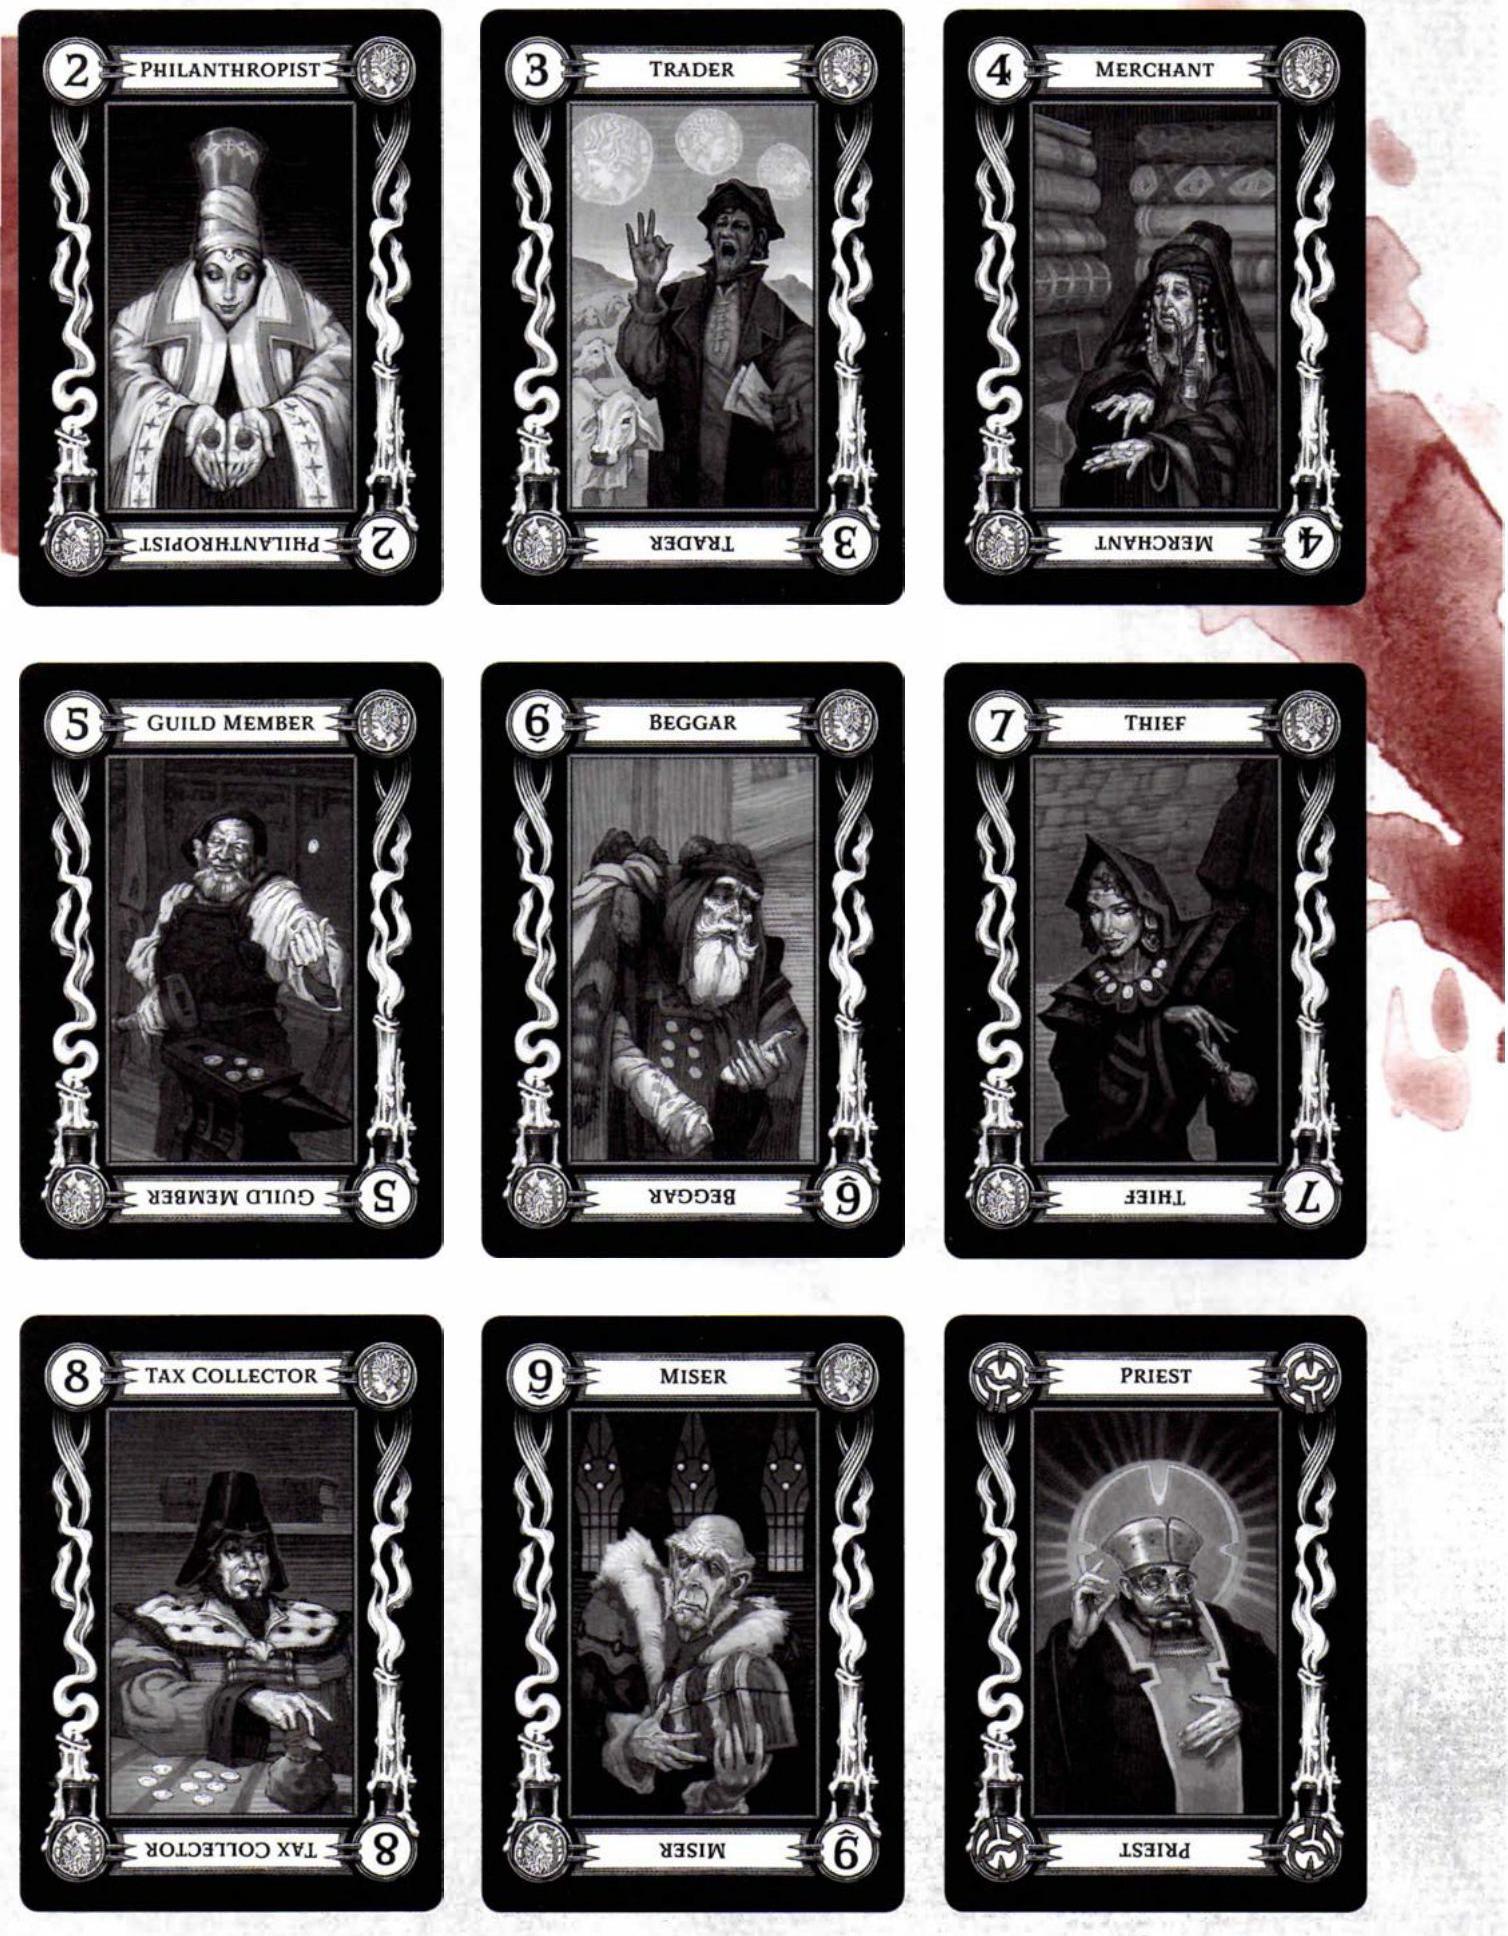 2 PHILANTHROPIST
PHILANTHROPIST 2
3 TRADER
TRADER 3
4 MERCHANT
MERCHANT 4
5 GUILD MEMBER
GUILD MEMBER 5
6 BEGGAR
BEGGAR 6
7 THIEF
THIEF 7
8 TAX COLLECTOR
TAX COLLECTOR 8
9 MISER
MISER 9
PRIEST
PRIEST